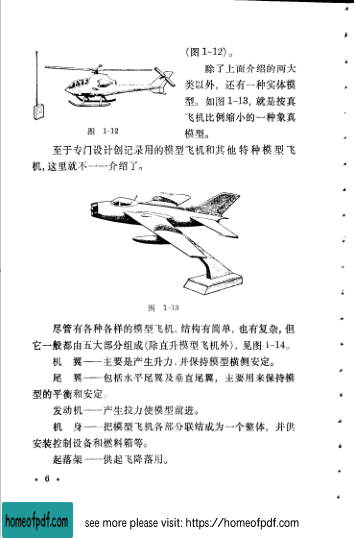 (图1-12)。
除了上面介绍的两大
类以外，还有一种实体模
型。如图1-13，就是按真
飞机比例缩小的一种象真
模型。
图 1-12
至于专门设计创记录用的模型飞机和其他特种模型飞
机，这里就不一一介绍了。
图 1-13
尽管有各种各样的模型飞机，结构有简单，也有复杂，但
它一般都由五大部分组成(除直升模型飞机外)，见图1-14。
机 翼——主要是产生升力，并保持模型横侧安定。
尾 翼——包括水平尾翼及垂直尾翼，主要用来保持模
型的平衡和安定。
发动机——产生拉力使模型前进。
机 身——把模型飞机各部分联结成为一个整体，并供
安装控制设备和燃料箱等。
起落架——供起飞降落用。
• 6 •
homeofpdf.com
see more please visit: https://homeofpdf.com